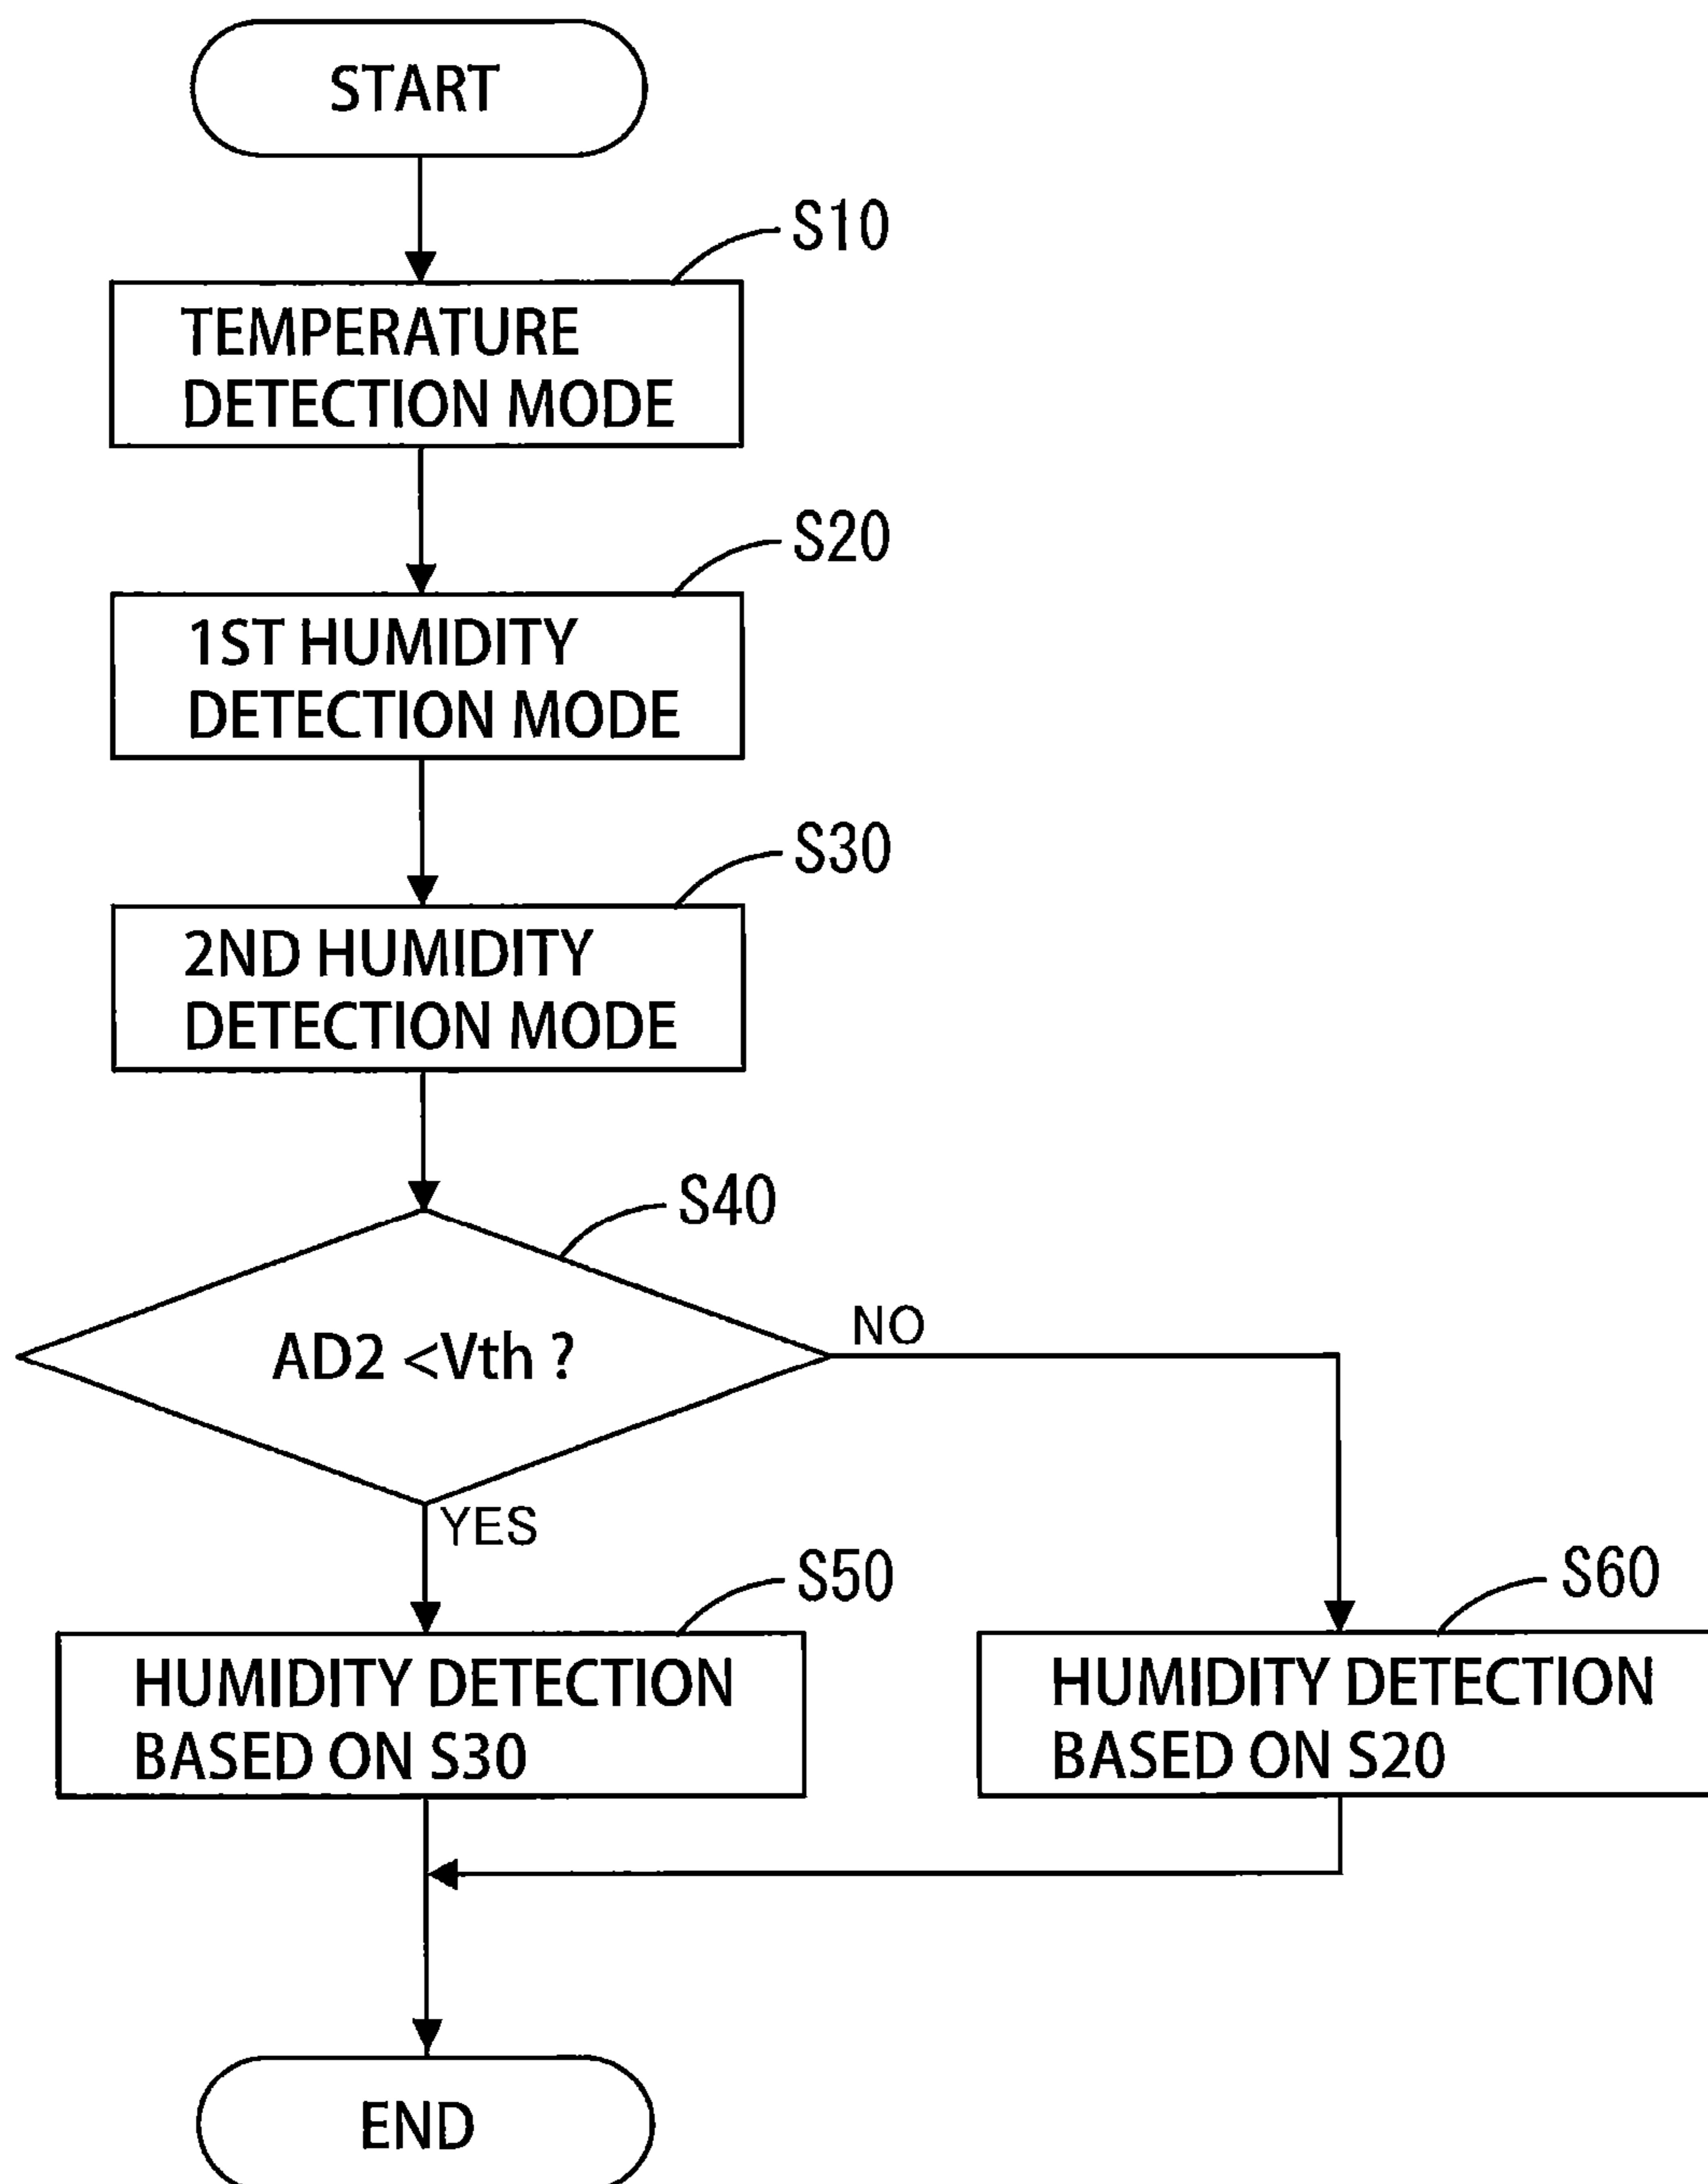 START
S10
TEMPERATURE
DETECTION MODE
S20
1ST HUMIDITY
DETECTION MODE
S30
2ND HUMIDITY
DETECTION MODE
S40
AD2 <Vth ?
NO
YES
S50
HUMIDITY DETECTION
BASED ON S30
S60
HUMIDITY DETECTION
BASED ON S20
END